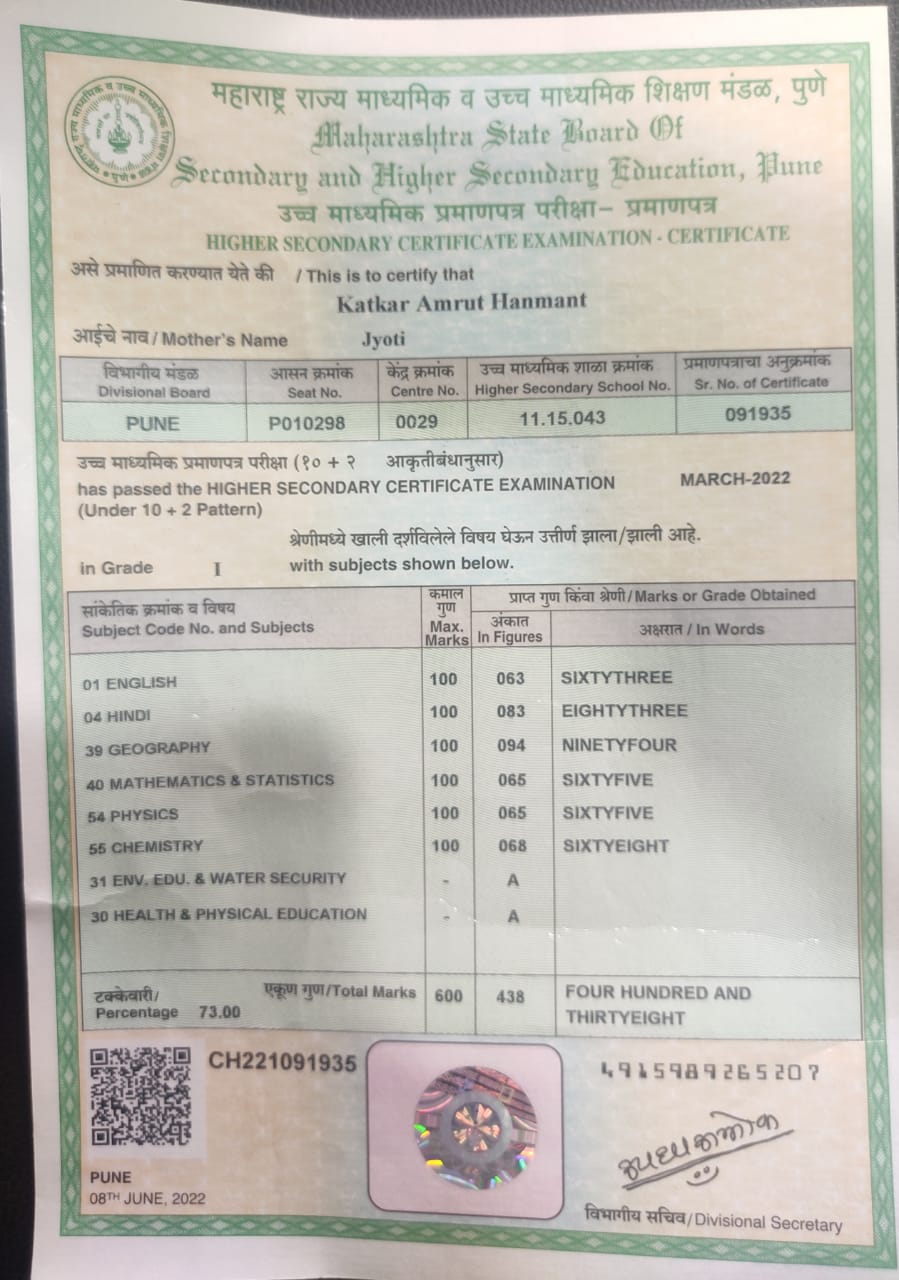 महाराष्ट्र राज्य माध्यमिक व उच्च माध्यमिक शिक्षण मंडळ, पुणे
Maharashtra State Board Of
Secondary and Higher Secondary Education, Pune
उच्च माध्यमिक प्रमाणपत्र परीक्षा– प्रमाणपत्र
HIGHER SECONDARY CERTIFICATE EXAMINATION - CERTIFICATE
असे प्रमाणित करण्यात येते की / This is to certify that
Katkar Amrut Hanmant
आईचे नाव / Mother's Name Jyoti
विभागीय मंडळ आसन क्रमांक केंद्र क्रमांक उच्च माध्यमिक शाळा क्रमांक प्रमाणपत्राचा अनुक्रमांक
Divisional Board Seat No. Centre No. Higher Secondary School No. Sr. No. of Certificate
PUNE P010298 0029 11.15.043 091935
उच्च माध्यमिक प्रमाणपत्र परीक्षा (१० + २ आकृतीबंधानुसार)
has passed the HIGHER SECONDARY CERTIFICATE EXAMINATION MARCH-2022
(Under 10 + 2 Pattern)
श्रेणीमध्ये खाली दर्शविलेले विषय घेऊन उत्तीर्ण झाला/झाली आहे.
in Grade I with subjects shown below.
सांकेतिक क्रमांक व विषय कमाल गुण प्राप्त गुण किंवा श्रेणी/Marks or Grade Obtained
Subject Code No. and Subjects Max. Marks अंकात In Figures अक्षरात / In Words
01 ENGLISH 100 063 SIXTYTHREE
04 HINDI 100 083 EIGHTYTHREE
39 GEOGRAPHY 100 094 NINETYFOUR
40 MATHEMATICS & STATISTICS 100 065 SIXTYFIVE
54 PHYSICS 100 065 SIXTYFIVE
55 CHEMISTRY 100 068 SIXTYEIGHT
31 ENV. EDU. & WATER SECURITY - A
30 HEALTH & PHYSICAL EDUCATION - A
टक्केवारी/ एकूण गुण/Total Marks 600 438 FOUR HUNDRED AND
Percentage 73.00 THIRTYEIGHT
CH221091935
4915989265207
PUNE
08TH JUNE, 2022
विभागीय सचिव/Divisional Secretary